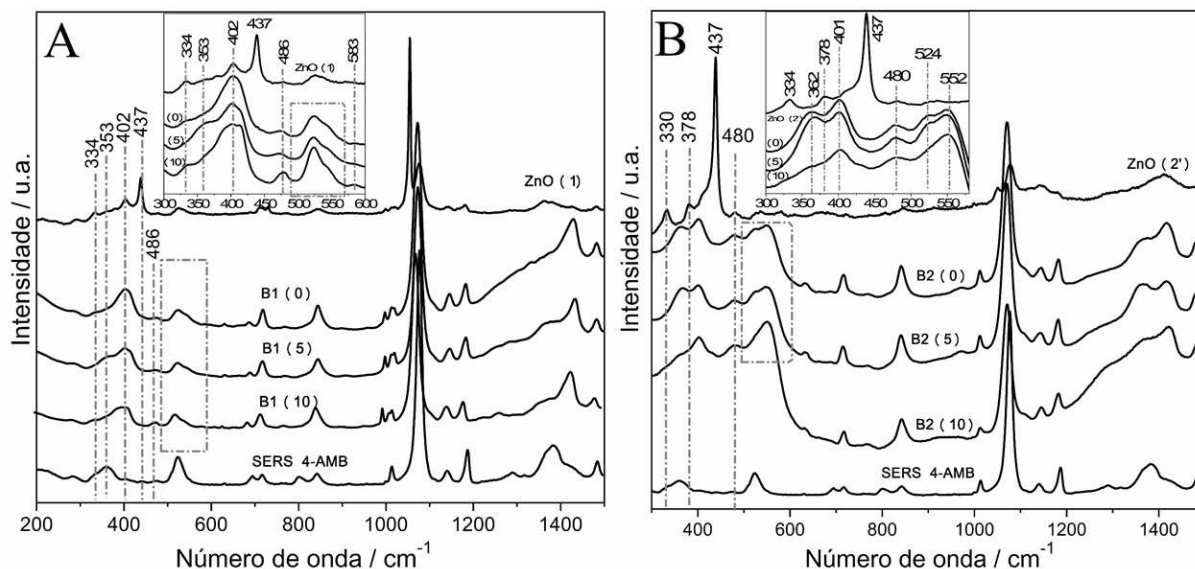 A
334
353
402
437
486
583
ZnO (1)
(0)
(5)
(10)
300 350 400 450 500 550 600
334
353
402
437
486
ZnO (1)
B1 (0)
B1 (5)
B1 (10)
SERS 4-AMB
Intensidade / u.a.
200 400 600 800 1000 1200 1400
Número de onda / cm-1
B
334
362
378
401
437
480
524
552
ZnO (2')
(0)
(5)
(10)
300 350 400 450 500 550
330
378
437
480
ZnO (2')
B2 (0)
B2 (5)
B2 (10)
SERS 4-AMB
Intensidade / u.a.
400 600 800 1000 1200 1400
Número de onda / cm-1